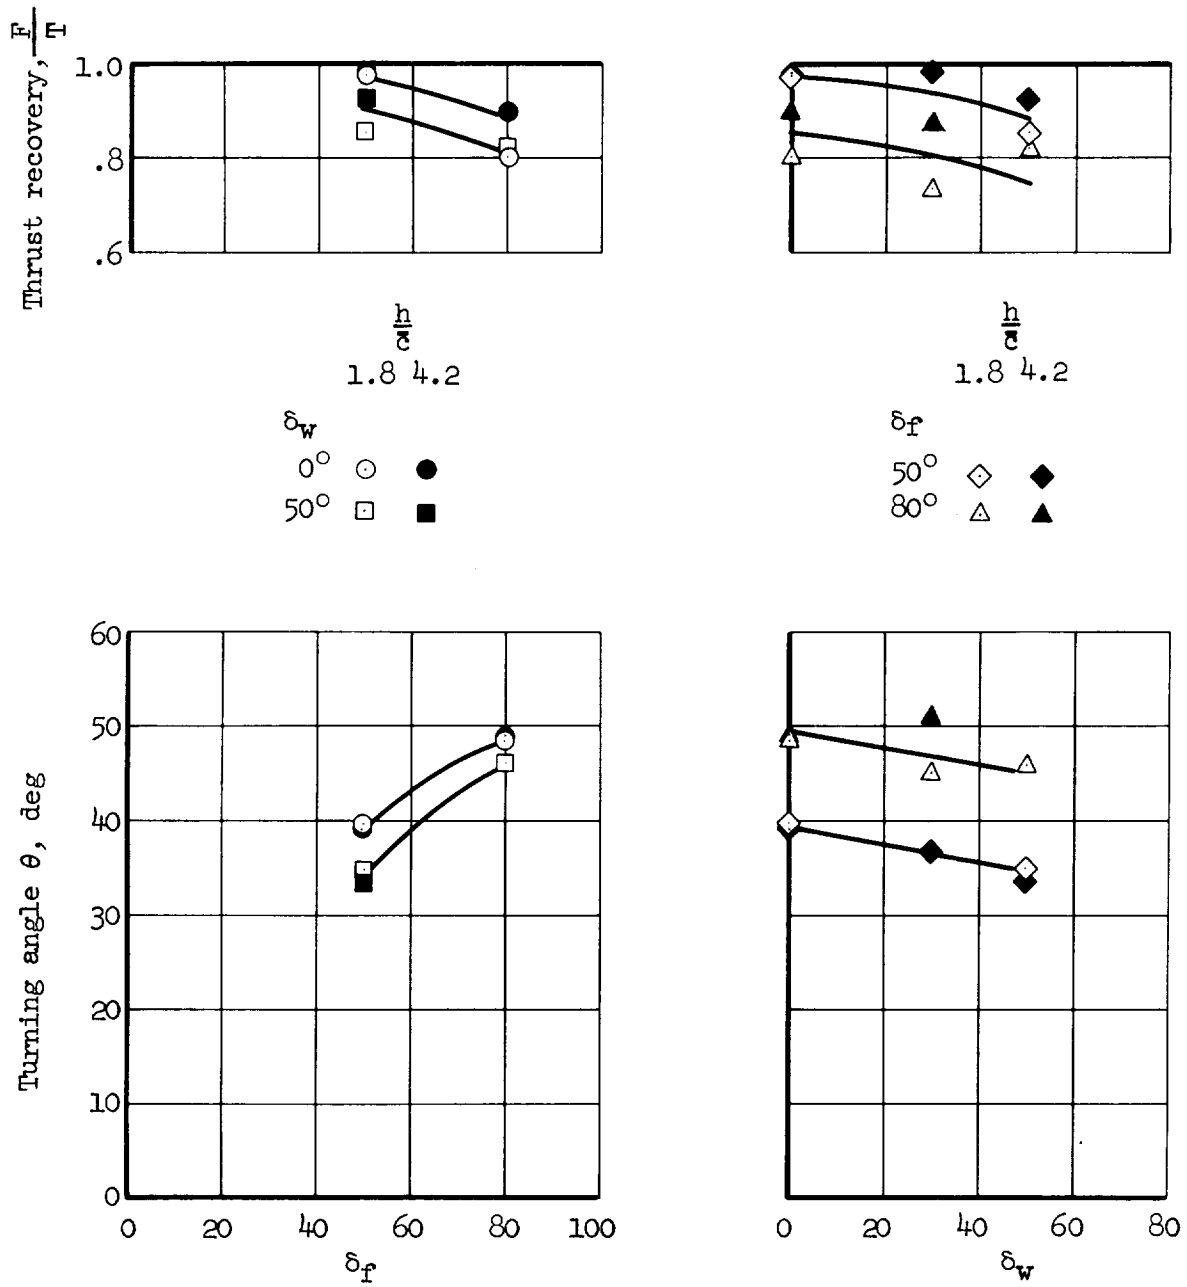 Thrust recovery, F/T
1.0
.8
.6
h/c̄
1.8 4.2
δw
0°
50°
h/c̄
1.8 4.2
δf
50°
80°
Turning angle θ, deg
60
50
40
30
20
10
0
0 20 40 60 80 100
δf
0 20 40 60 80
δw